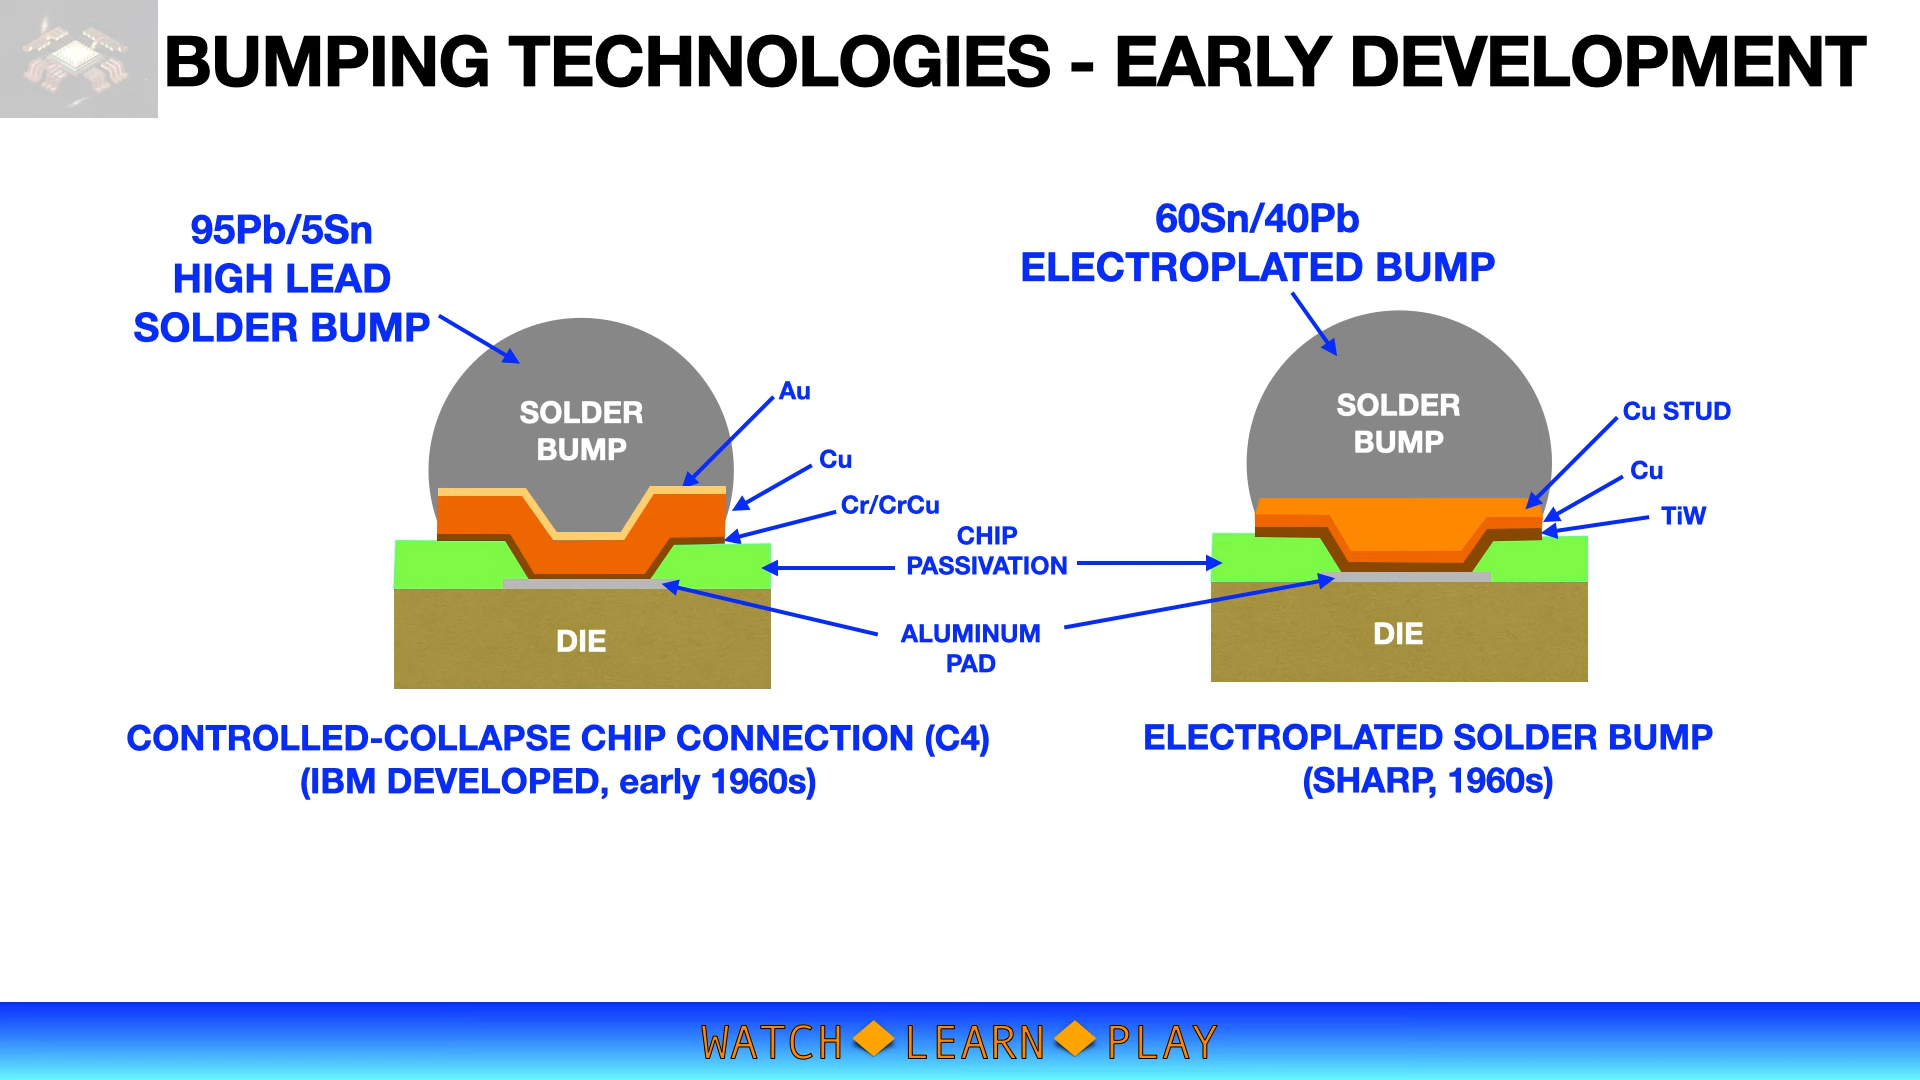 BUMPING TECHNOLOGIES - EARLY DEVELOPMENT
95Pb/5Sn
HIGH LEAD
SOLDER BUMP
SOLDER
BUMP
Au
Cu
Cr/CrCu
CHIP
PASSIVATION
ALUMINUM
PAD
DIE
CONTROLLED-COLLAPSE CHIP CONNECTION (C4)
(IBM DEVELOPED, early 1960s)
60Sn/40Pb
ELECTROPLATED BUMP
SOLDER
BUMP
Cu STUD
Cu
TiW
DIE
ELECTROPLATED SOLDER BUMP
(SHARP, 1960s)
WATCH LEARN PLAY